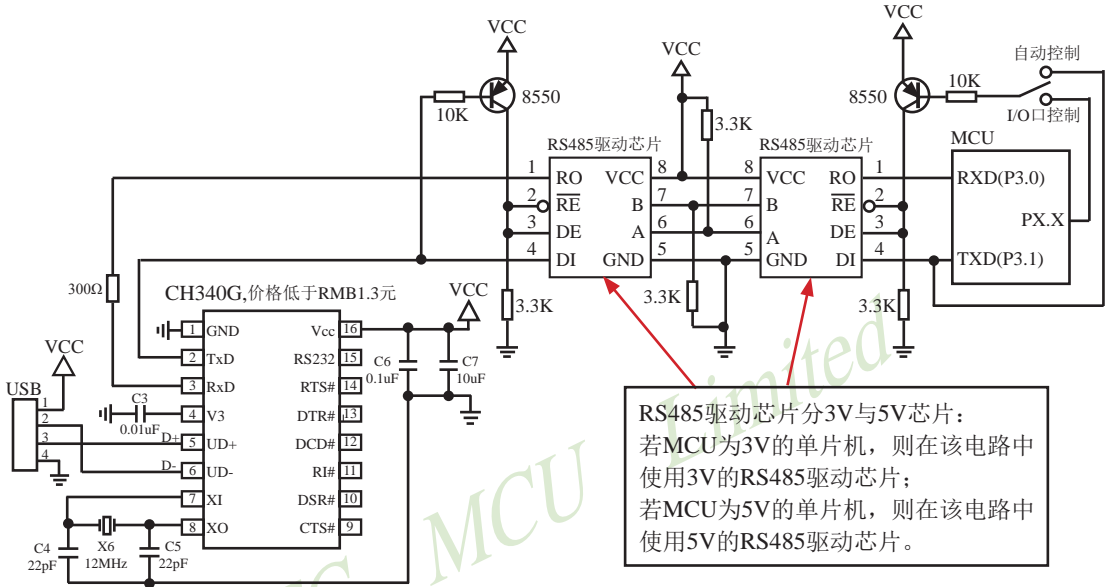 VCC
8550
10K
VCC
3.3K
VCC
8550
10K
自动控制
I/O口控制
RS485驱动芯片
1 RO VCC 8
2 RE B 7
3 DE A 6
4 DI GND 5
3.3K
3.3K
RS485驱动芯片
8 VCC RO 1
7 B RE 2
6 A DE 3
5 GND DI 4
3.3K
MCU
RXD(P3.0)
PX.X
TXD(P3.1)
300Ω
CH340G,价格低于RMB1.3元
1 GND Vcc 16
2 TxD RS232 15
3 RxD RTS# 14
4 V3 DTR# 13
5 UD+ DCD# 12
6 UD- RI# 11
7 XI DSR# 10
8 XO CTS# 9
VCC
C6
0.1uF
C7
10uF
VCC
USB
1
2
3
4
C3
0.01uF
D+
D-
C4
22pF
X6
12MHz
C5
22pF
RS485驱动芯片分3V与5V芯片:
若MCU为3V的单片机,则在该电路中
使用3V的RS485驱动芯片;
若MCU为5V的单片机,则在该电路中
使用5V的RS485驱动芯片。
MCU Limited